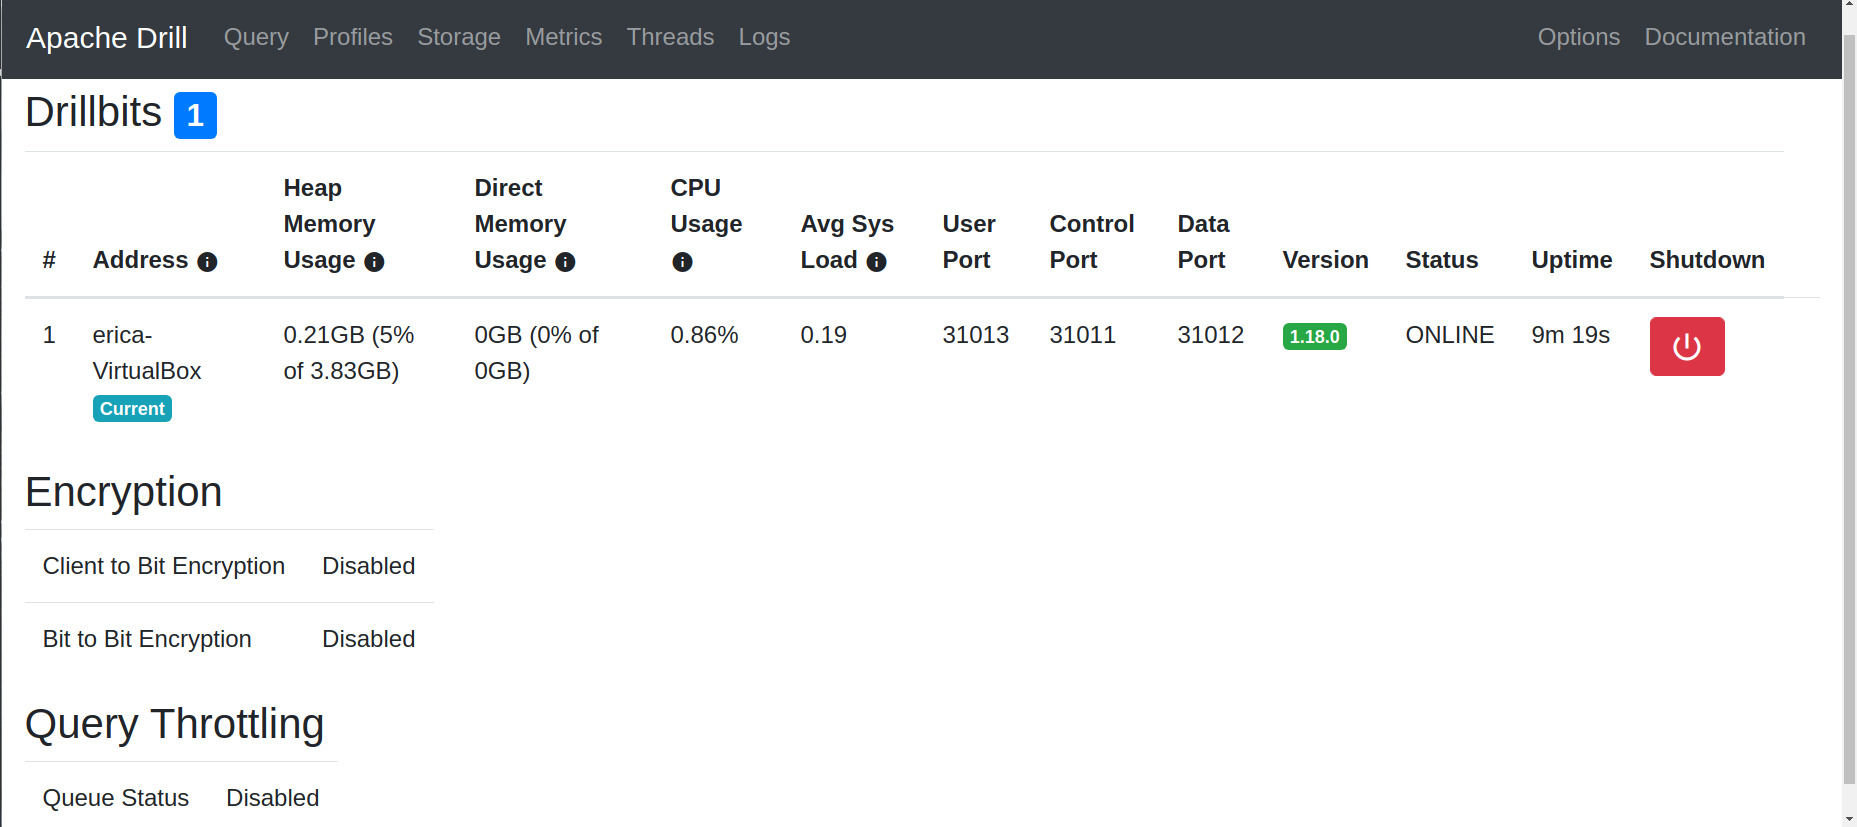 Apache Drill Query Profiles Storage Metrics Threads Logs Options Documentation
Drillbits 1
# Address Heap Memory Usage Direct Memory Usage CPU Usage Avg Sys Load User Port Control Port Data Port Version Status Uptime Shutdown
1 erica-VirtualBox Current 0.21GB (5% of 3.83GB) 0GB (0% of 0GB) 0.86% 0.19 31013 31011 31012 1.18.0 ONLINE 9m 19s
Encryption
Client to Bit Encryption Disabled
Bit to Bit Encryption Disabled
Query Throttling
Queue Status Disabled